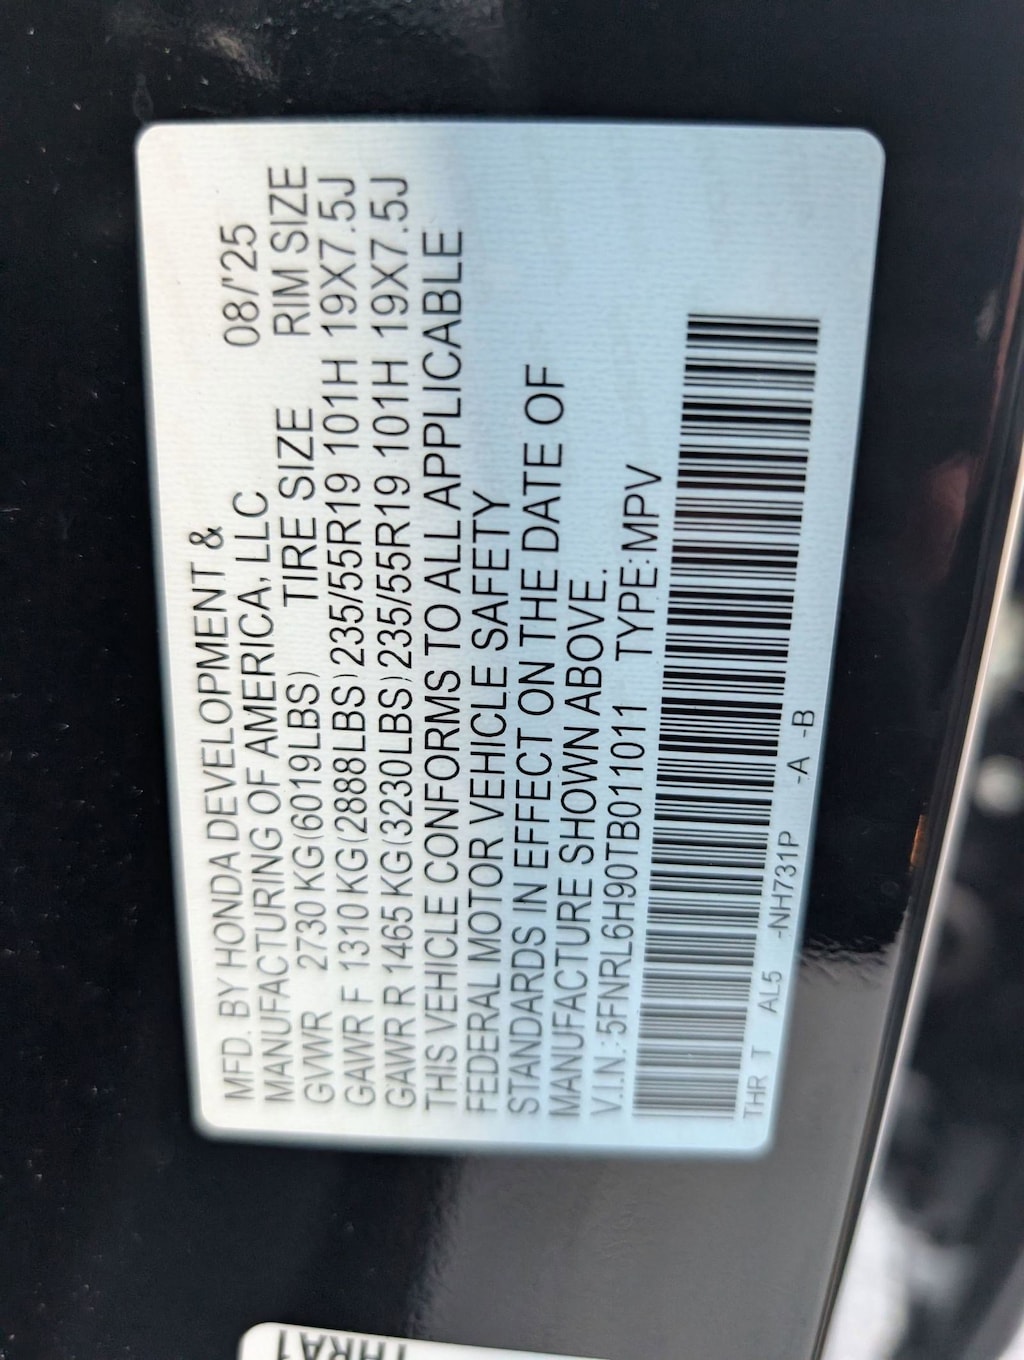 MFD. BY HONDA DEVELOPMENT &
MANUFACTURING OF AMERICA, LLC 08/'25
GVWR 2730 KG(6019LBS) TIRE SIZE RIM SIZE
GAWR F 1310 KG(2888LBS) 235/55R19 101H 19X7.5J
GAWR R 1465 KG(3230LBS) 235/55R19 101H 19X7.5J
THIS VEHICLE CONFORMS TO ALL APPLICABLE
FEDERAL MOTOR VEHICLE SAFETY
STANDARDS IN EFFECT ON THE DATE OF
MANUFACTURE SHOWN ABOVE.
V.I.N.:5FNRL6H90TB011011 TYPE:MPV
THR T AL5 -NH731P -A -B
THRA1